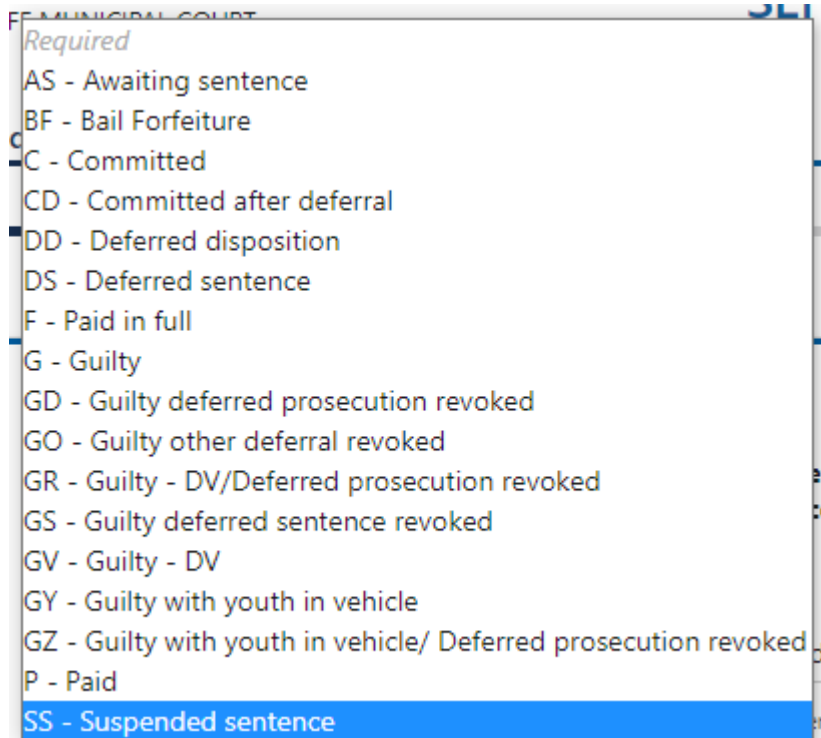 MUNICIPAL COURT
Required
AS - Awaiting sentence
BF - Bail Forfeiture
C - Committed
CD - Committed after deferral
DD - Deferred disposition
DS - Deferred sentence
F - Paid in full
G - Guilty
GD - Guilty deferred prosecution revoked
GO - Guilty other deferral revoked
GR - Guilty - DV/Deferred prosecution revoked
GS - Guilty deferred sentence revoked
GV - Guilty - DV
GY - Guilty with youth in vehicle
GZ - Guilty with youth in vehicle/ Deferred prosecution revoked
P - Paid
SS - Suspended sentence